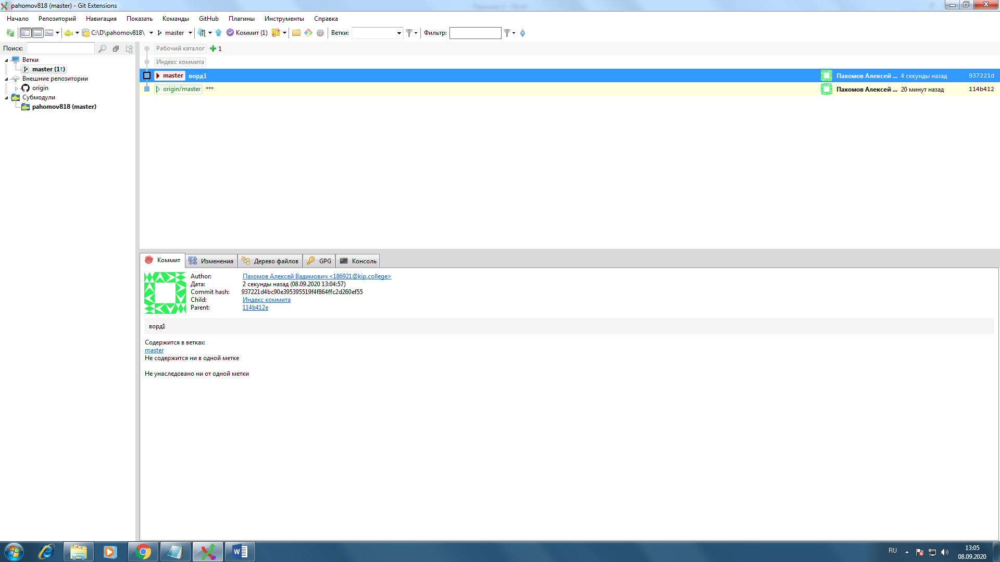 pahomov818 (master) - Git Extensions
Начало Репозиторий Навигация Показать Команды GitHub Плагины Инструменты Справка
C:\D\pahomov818\ master Коммит (1) Ветки: Фильтр:
Поиск:
Ветки
master (1↑)
Внешние репозитории
origin
Субмодули
pahomov818 (master)
Рабочий каталог 1
Индекс коммита
master ворд1 Пахомов Алексей ... 4 секунды назад 937221d
origin/master *** Пахомов Алексей ... 20 минут назад 114b412
Коммит Изменения Дерево файлов GPG Консоль
Author: Пахомов Алексей Вадимович <186921@kip.college>
Дата: 2 секунды назад (08.09.2020 13:04:57)
Commit hash: 937221d4bc90e395395519f4f864ffc2d260ef55
Child: Индекс коммита
Parent: 114b412e
ворд1
Содержится в ветках:
master
Не содержится ни в одной метке
Не унаследовано ни от одной метки
RU
13:05
08.09.2020